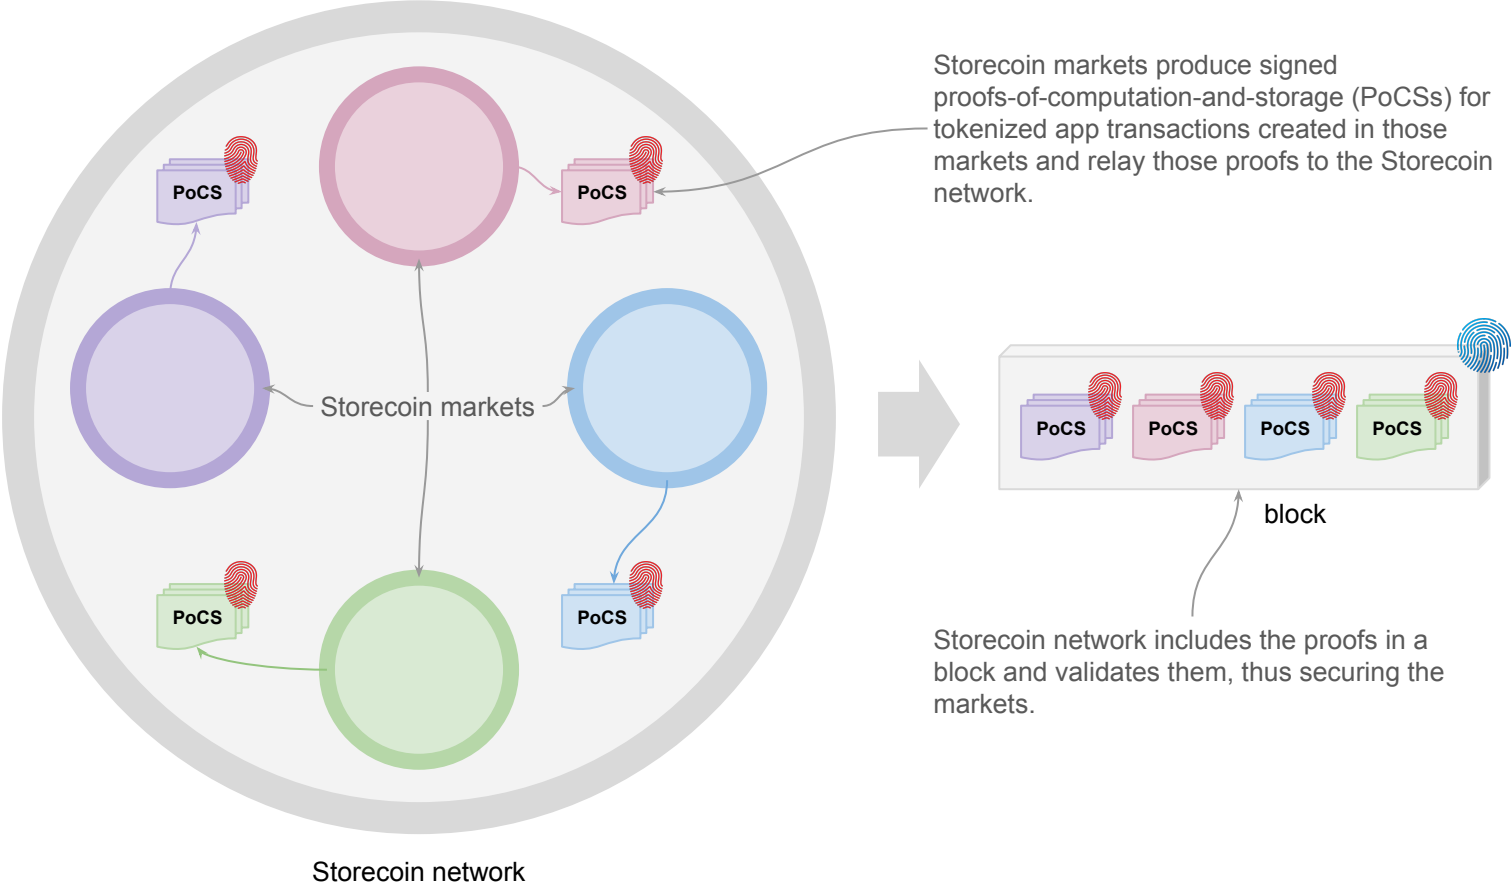 Storecoin markets produce signed
proofs-of-computation-and-storage (PoCSs) for
tokenized app transactions created in those
markets and relay those proofs to the Storecoin
network.
PoCS
PoCS
Storecoin markets
PoCS
PoCS
PoCS
PoCS
PoCS
PoCS
block
Storecoin network includes the proofs in a
block and validates them, thus securing the
markets.
Storecoin network